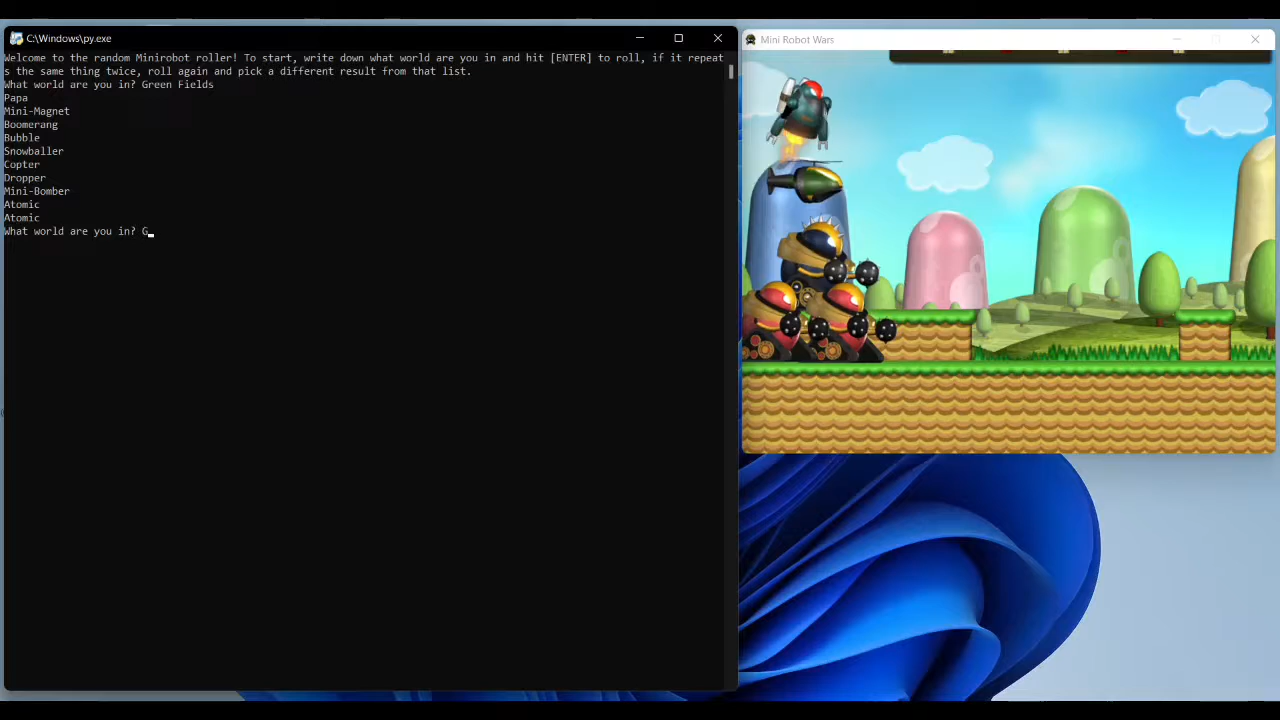 C:\Windows\py.exe
Welcome to the random Minirobot roller! To start, write down what world are you in and hit [ENTER] to roll, if it repeat
s the same thing twice, roll again and pick a different result from that list.
What world are you in? Green Fields
Papa
Mini-Magnet
Boomerang
Bubble
Snowballer
Copter
Dropper
Mini-Bomber
Atomic
Atomic
What world are you in? G
Mini Robot Wars